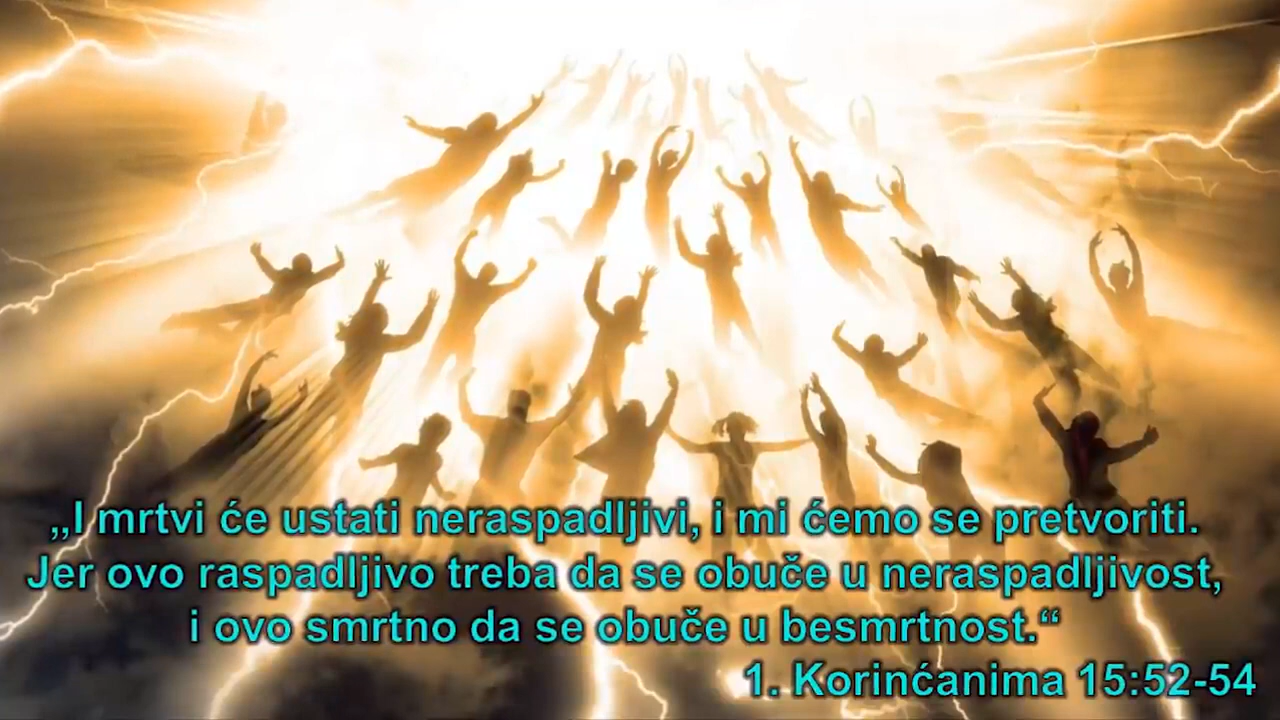 „I mrtvi će ustati neraspadljivi, i mi ćemo se pretvoriti.
Jer ovo raspadljivo treba da se obuče u neraspadljivost,
i ovo smrtno da se obuče u besmrtnost.“
1. Korinćanima 15:52-54